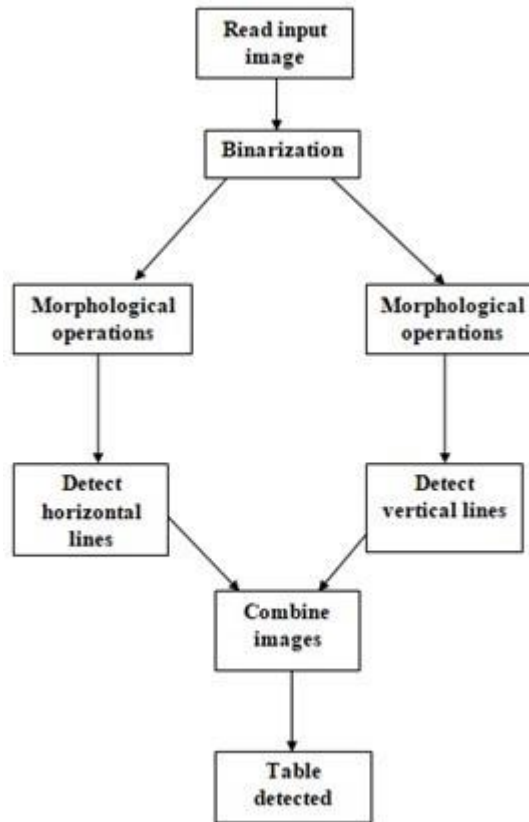 Read input
image
Binarization
Morphological
operations
Morphological
operations
Detect
horizontal
lines
Detect
vertical lines
Combine
images
Table
detected